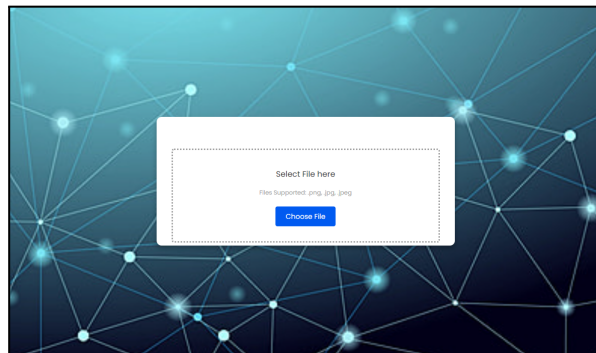 Select File here
Files Supported: .png, .jpg, .jpeg
Choose File